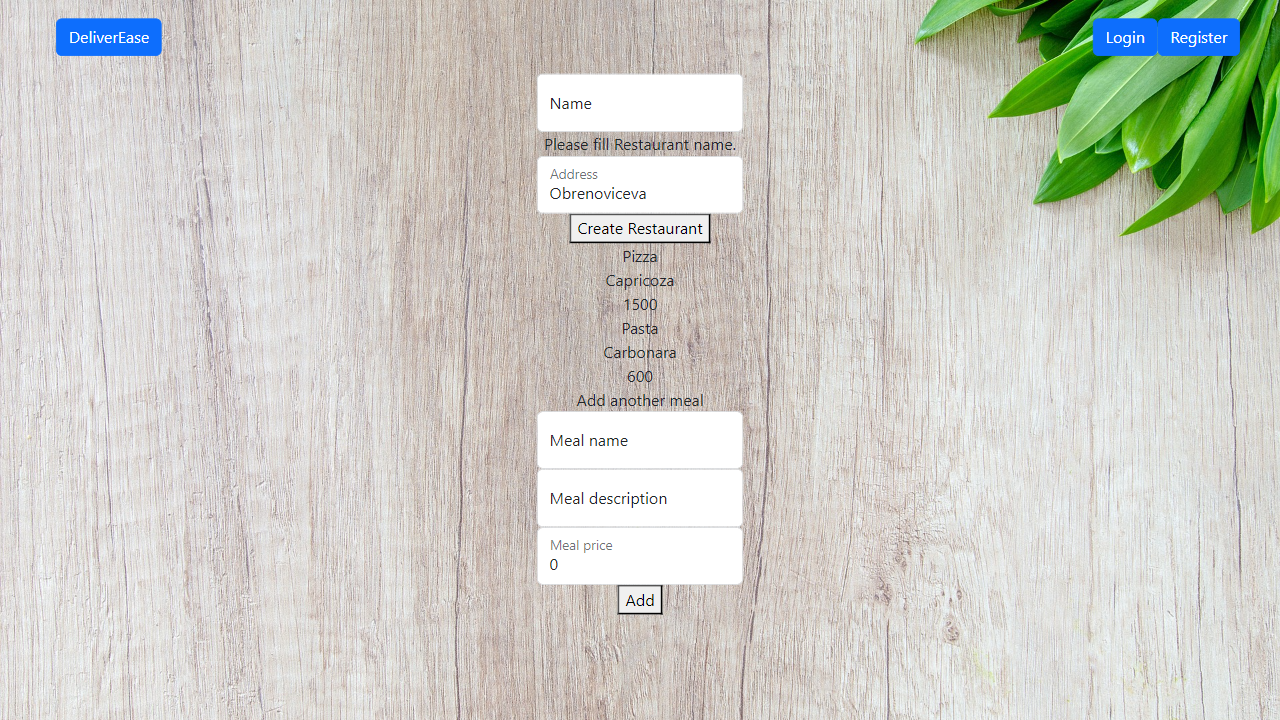 DeliverEase
Login
Register
Name
Please fill Restaurant name.
Address
Obrenoviceva
Create Restaurant
Pizza
Capricoza
1500
Pasta
Carbonara
600
Add another meal
Meal name
Meal description
Meal price
0
Add